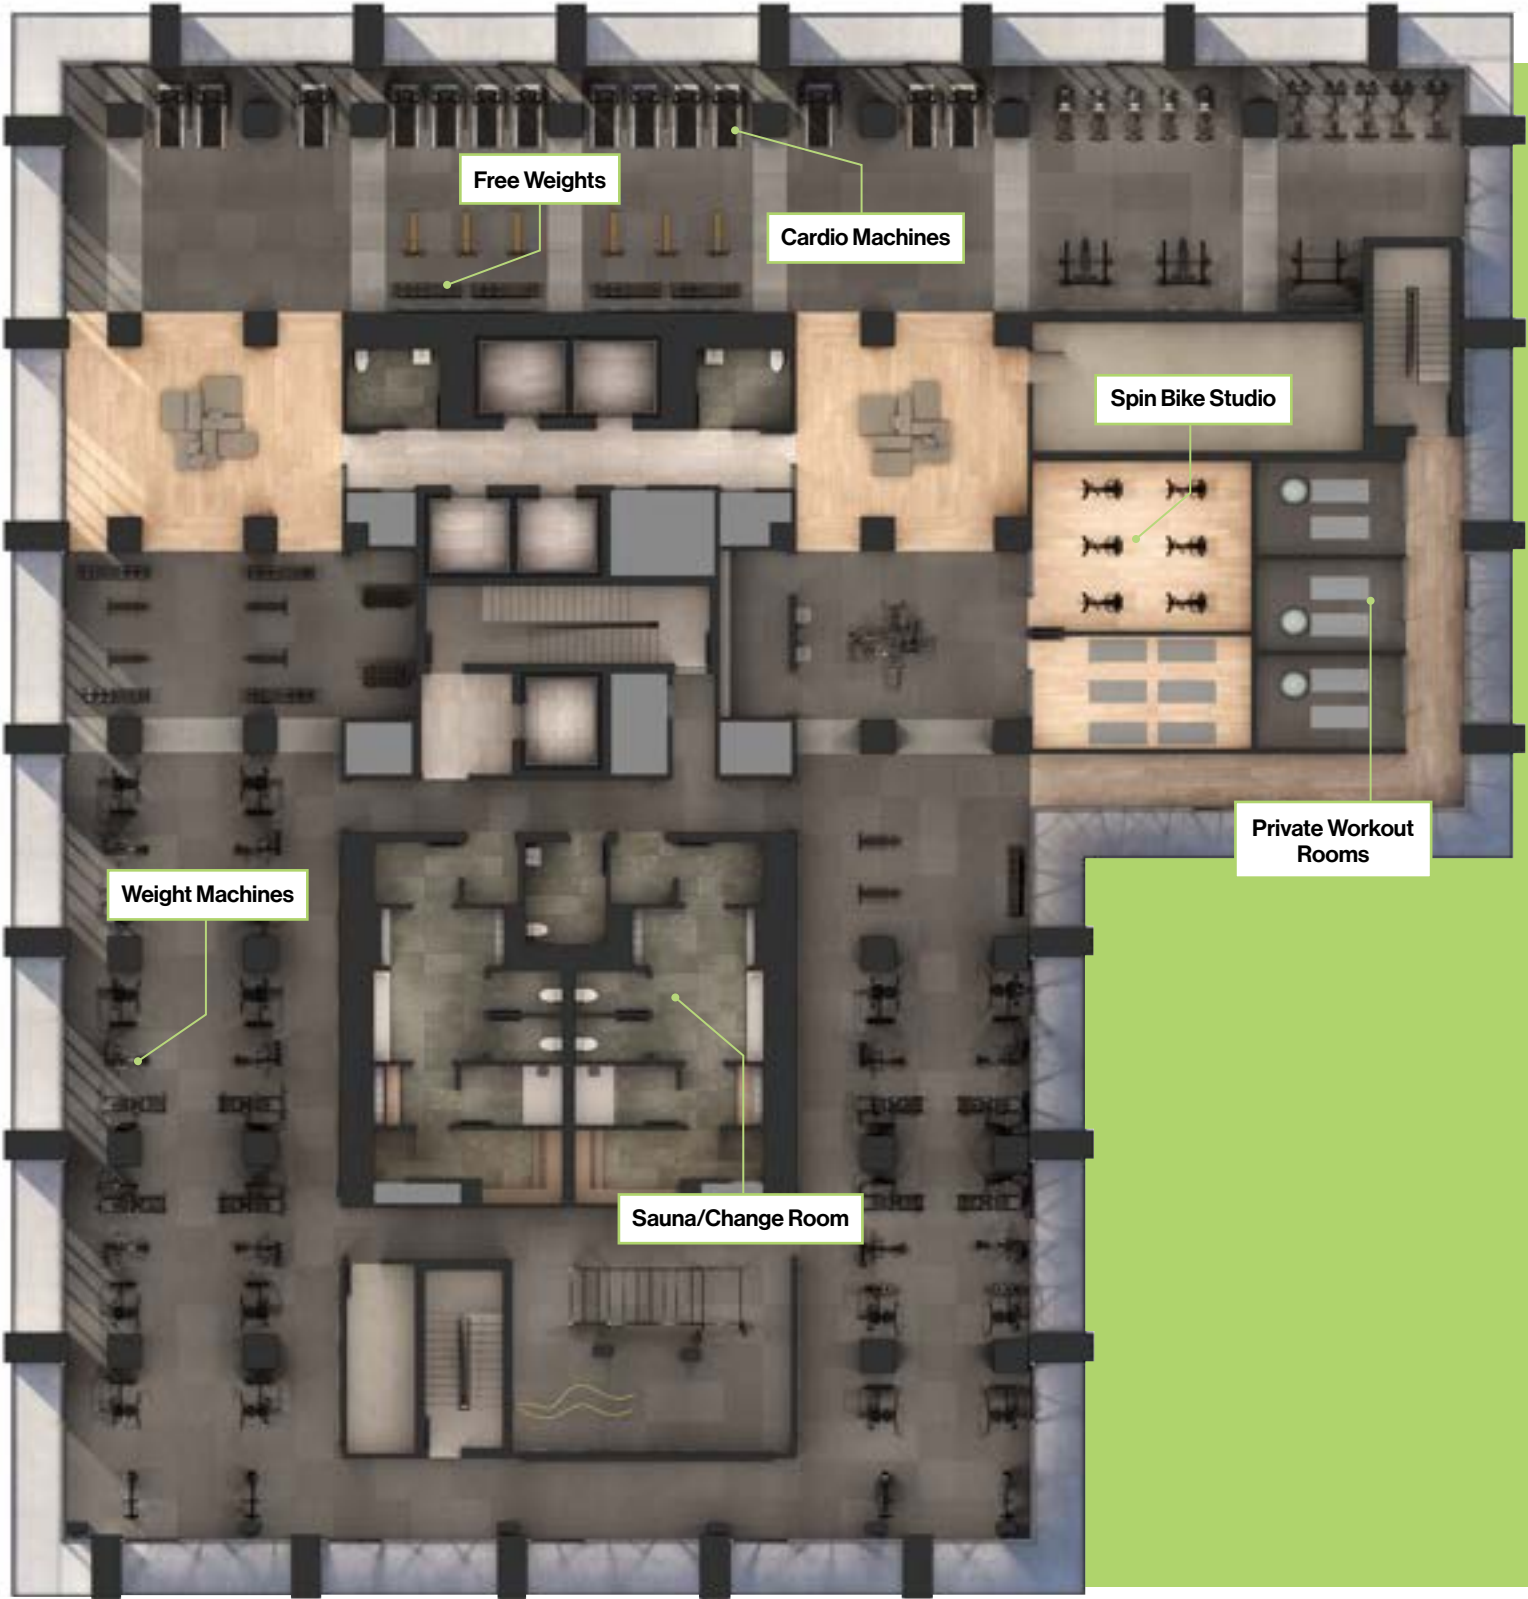 Free Weights
Cardio Machines
Spin Bike Studio
Private Workout
Rooms
Weight Machines
Sauna/Change Room